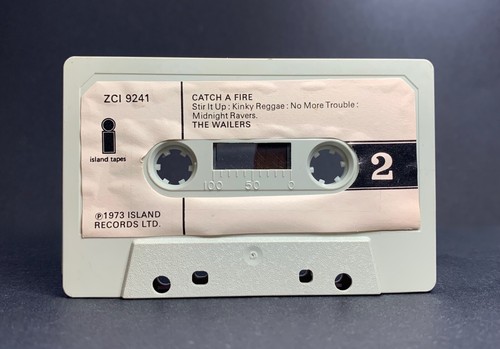 ZCI 9241
island tapes
CATCH A FIRE
Stir It Up : Kinky Reggae : No More Trouble :
Midnight Ravers.
THE WAILERS
100 50 0
2
℗1973 ISLAND
RECORDS LTD.